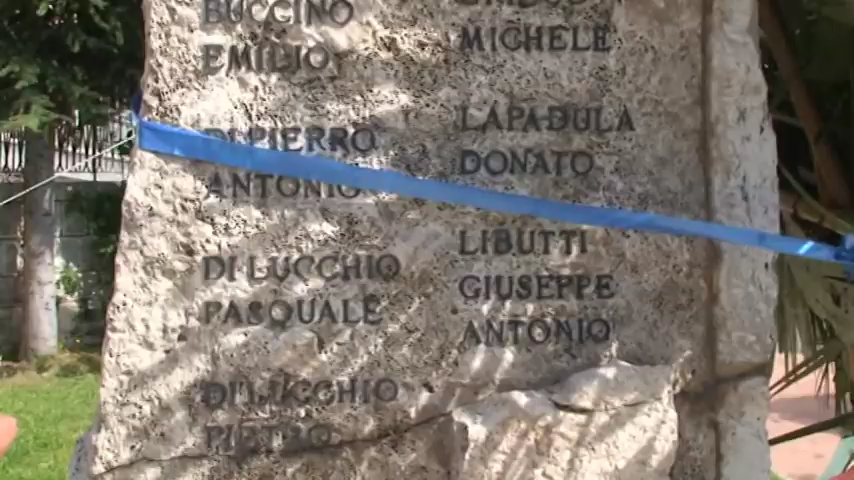 BUCCINO
EMILIO
DI PIERRO
ANTONIO
DI LUCCHIO
PASQUALE
DI LUCCHIO
PIETRO
MICHELE
LAPADULA
DONATO
LIBUTTI
GIUSEPPE
ANTONIO